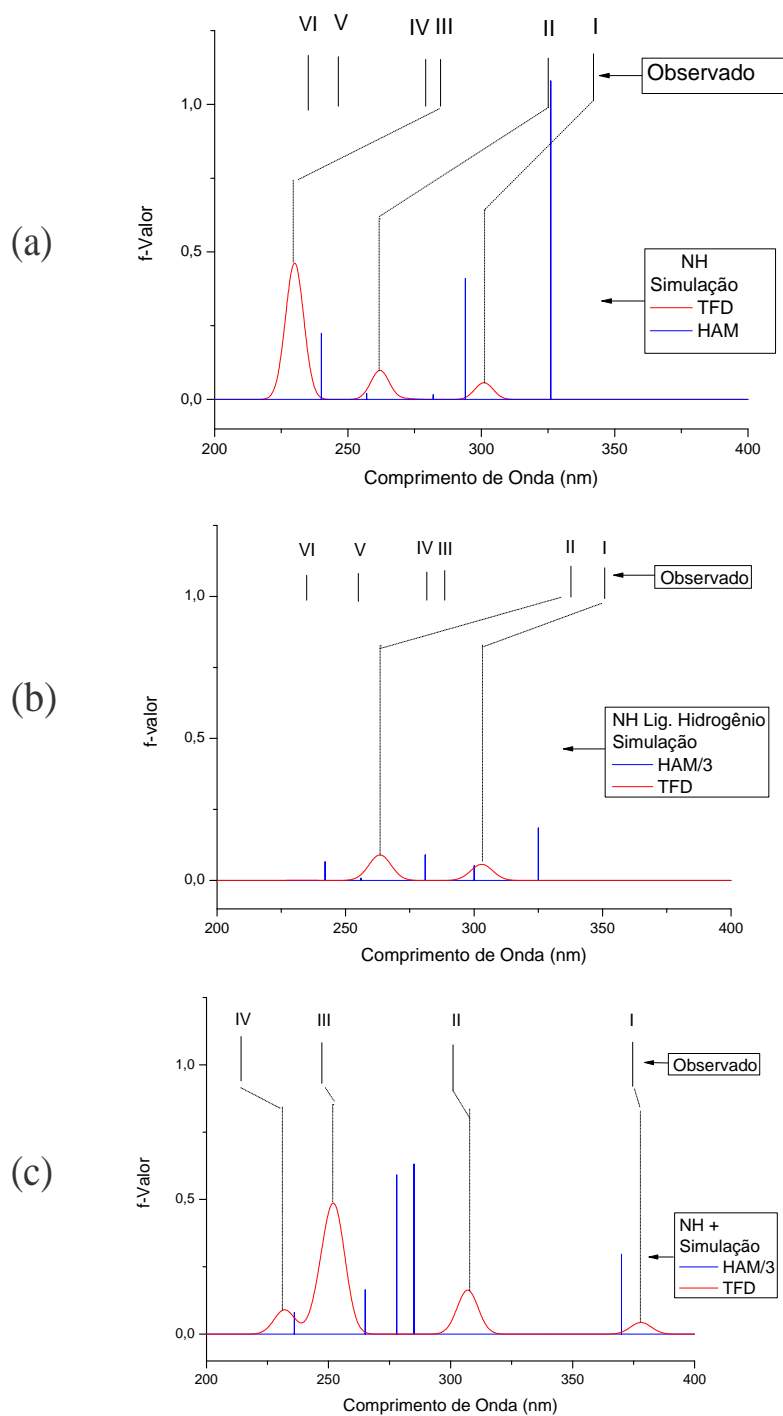 VI V IV III II I
Observado
1,0
(a)
f-Valor
NH
Simulação
TFD
HAM
0,5
0,0
200 250 300 350 400
Comprimento de Onda (nm)
VI V IV III II I
Observado
1,0
(b)
f-valor
NH Lig. Hidrogênio
Simulação
HAM/3
TFD
0,5
0,0
200 250 300 350 400
Comprimento de Onda (nm)
IV III II I
Observado
1,0
(c)
f-Valor
NH +
Simulação
HAM/3
TFD
0,5
0,0
200 250 300 350 400
Comprimento de Onda (nm)